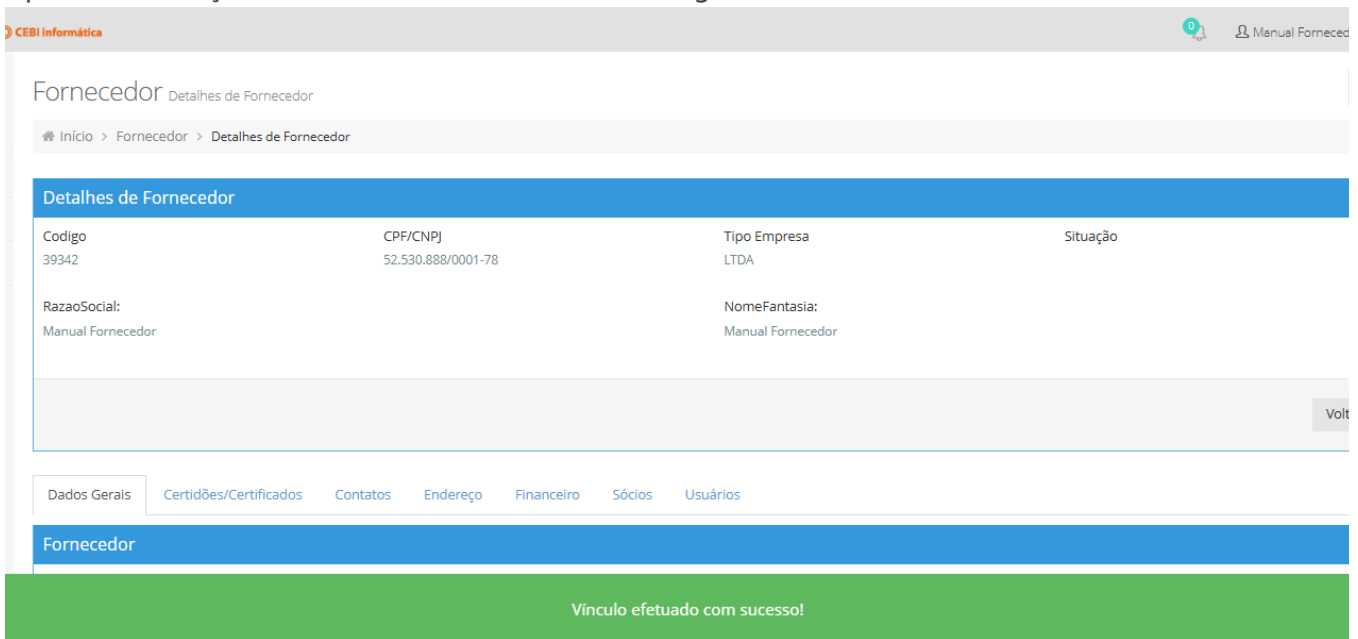 CEBI Informática
0
Manual Forneced
Fornecedor Detalhes de Fornecedor
Início > Fornecedor > Detalhes de Fornecedor
Detalhes de Fornecedor
Codigo CPF/CNPJ Tipo Empresa Situação
39342 52.530.888/0001-78 LTDA
RazaoSocial: NomeFantasia:
Manual Fornecedor Manual Fornecedor
Volt
Dados Gerais Certidões/Certificados Contatos Endereço Financeiro Sócios Usuários
Fornecedor
Vínculo efetuado com sucesso!